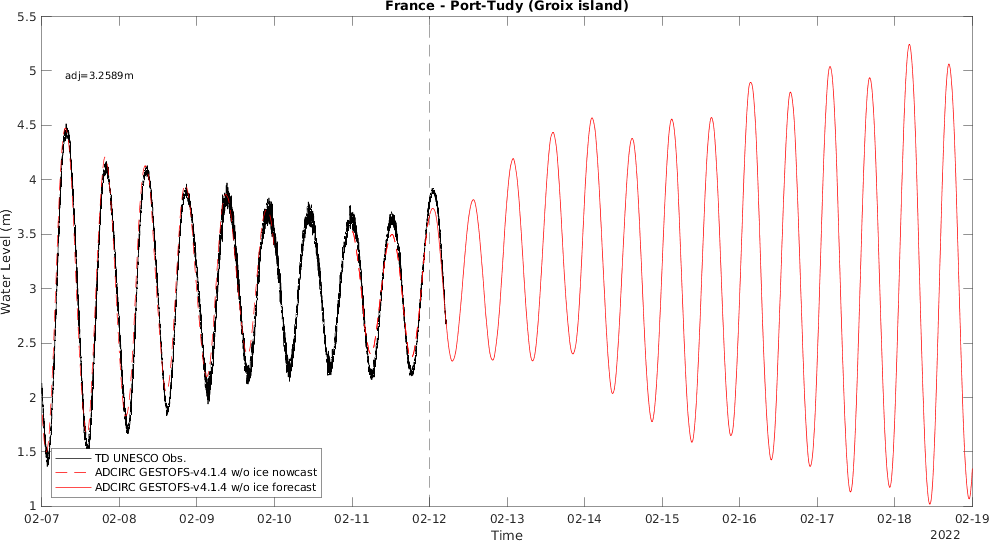 France - Port-Tudy (Groix island)
5.5
5
4.5
4
3.5
3
2.5
2
1.5
1
Water Level (m)
adj=3.2589m
TD UNESCO Obs.
ADCIRC GESTOFS-v4.1.4 w/o ice nowcast
ADCIRC GESTOFS-v4.1.4 w/o ice forecast
02-07 02-08 02-09 02-10 02-11 02-12 02-13 02-14 02-15 02-16 02-17 02-18 02-19
Time
2022